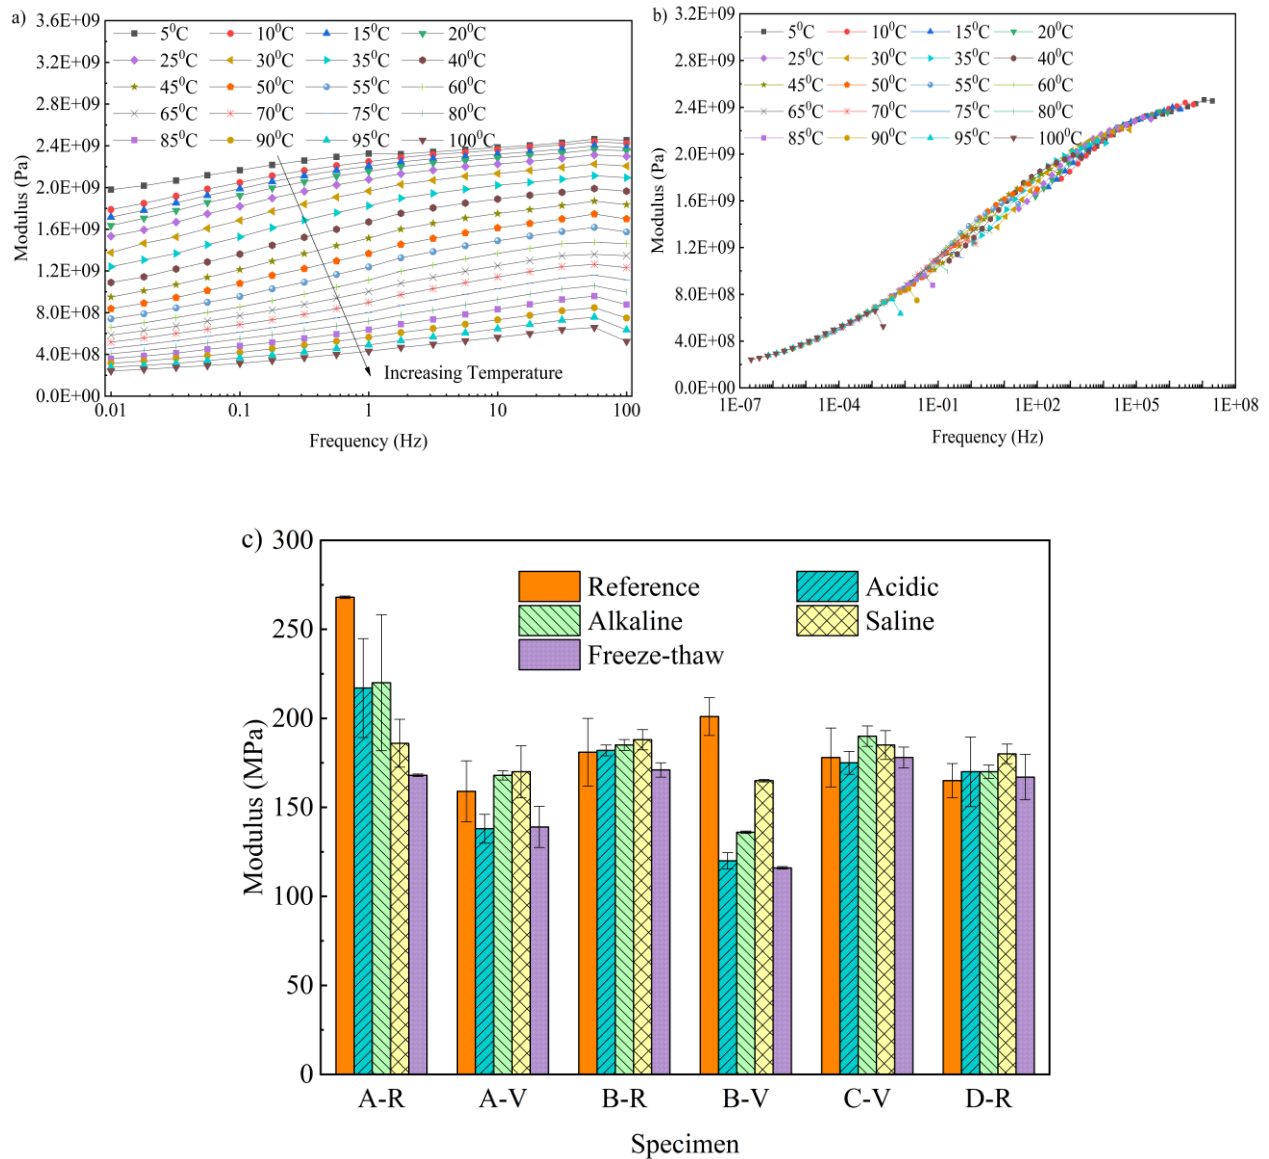 a)
3.6E+09
3.2E+09
2.8E+09
2.4E+09
2.0E+09
1.6E+09
1.2E+09
8.0E+08
4.0E+08
0.0E+00
Modulus (Pa)
5⁰C 10⁰C 15⁰C 20⁰C
25⁰C 30⁰C 35⁰C 40⁰C
45⁰C 50⁰C 55⁰C 60⁰C
65⁰C 70⁰C 75⁰C 80⁰C
85⁰C 90⁰C 95⁰C 100⁰C
Increasing Temperature
0.01 0.1 1 10 100
Frequency (Hz)
b)
3.2E+09
2.8E+09
2.4E+09
2.0E+09
1.6E+09
1.2E+09
8.0E+08
4.0E+08
0.0E+00
Modulus (Pa)
5⁰C 10⁰C 15⁰C 20⁰C
25⁰C 30⁰C 35⁰C 40⁰C
45⁰C 50⁰C 55⁰C 60⁰C
65⁰C 70⁰C 75⁰C 80⁰C
85⁰C 90⁰C 95⁰C 100⁰C
1E-07 1E-04 1E-01 1E+02 1E+05 1E+08
Frequency (Hz)
c)
300
250
200
150
100
50
0
Modulus (MPa)
Reference Acidic
Alkaline Saline
Freeze-thaw
A-R A-V B-R B-V C-V D-R
Specimen